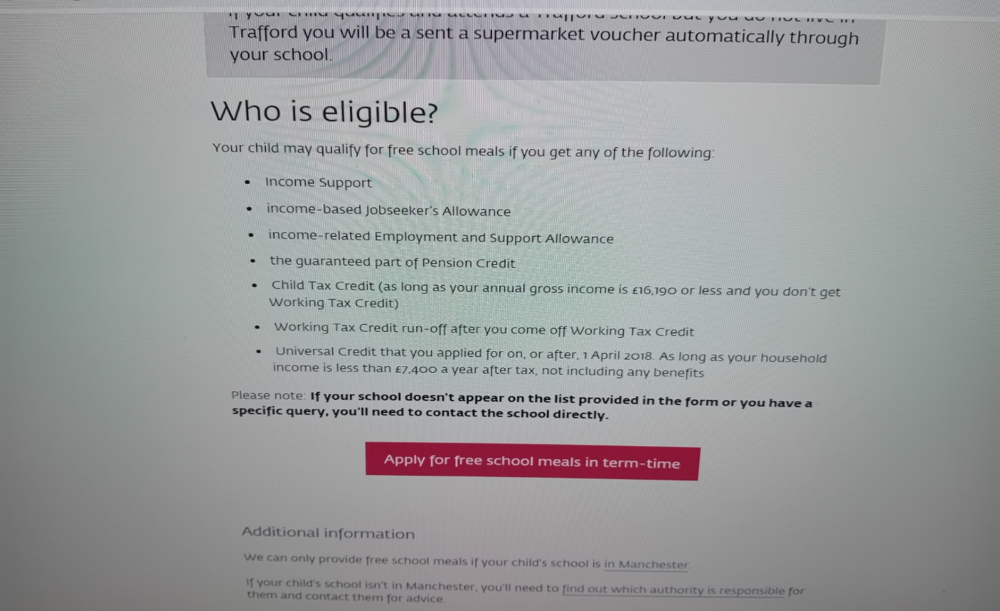 Trafford you will be a sent a supermarket voucher automatically through
your school.
Who is eligible?
Your child may qualify for free school meals if you get any of the following:
• Income Support
• income-based Jobseeker's Allowance
• income-related Employment and Support Allowance
• the guaranteed part of Pension Credit
• Child Tax Credit (as long as your annual gross income is £16,190 or less and you don't get
Working Tax Credit)
• Working Tax Credit run-off after you come off Working Tax Credit
• Universal Credit that you applied for on, or after, 1 April 2018. As long as your household
income is less than £7,400 a year after tax, not including any benefits
Please note: If your school doesn't appear on the list provided in the form or you have a
specific query, you'll need to contact the school directly.
Apply for free school meals in term-time
Additional information
We can only provide free school meals if your child's school is in Manchester.
If your child's school isn't in Manchester, you'll need to find out which authority is responsible for
them and contact them for advice.